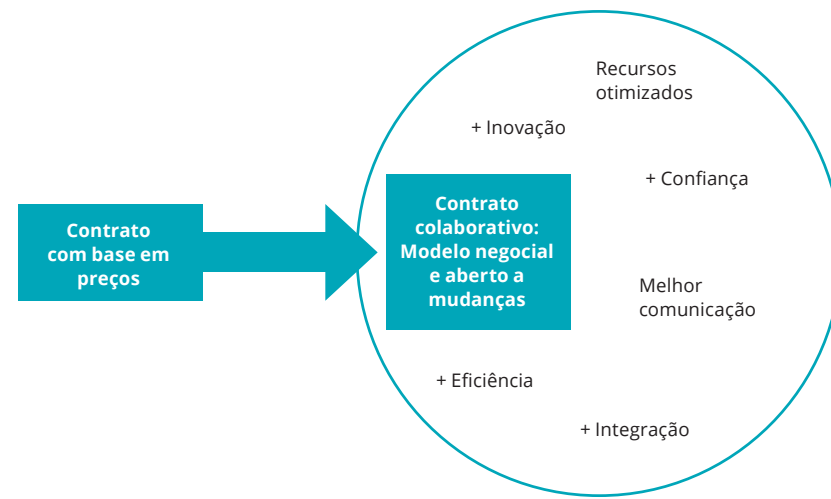 Recursos
otimizados
+ Inovação
+ Confiança
Contrato
com base em
preços
Contrato
colaborativo:
Modelo negocial
e aberto a
mudanças
Melhor
comunicação
+ Eficiência
+ Integração